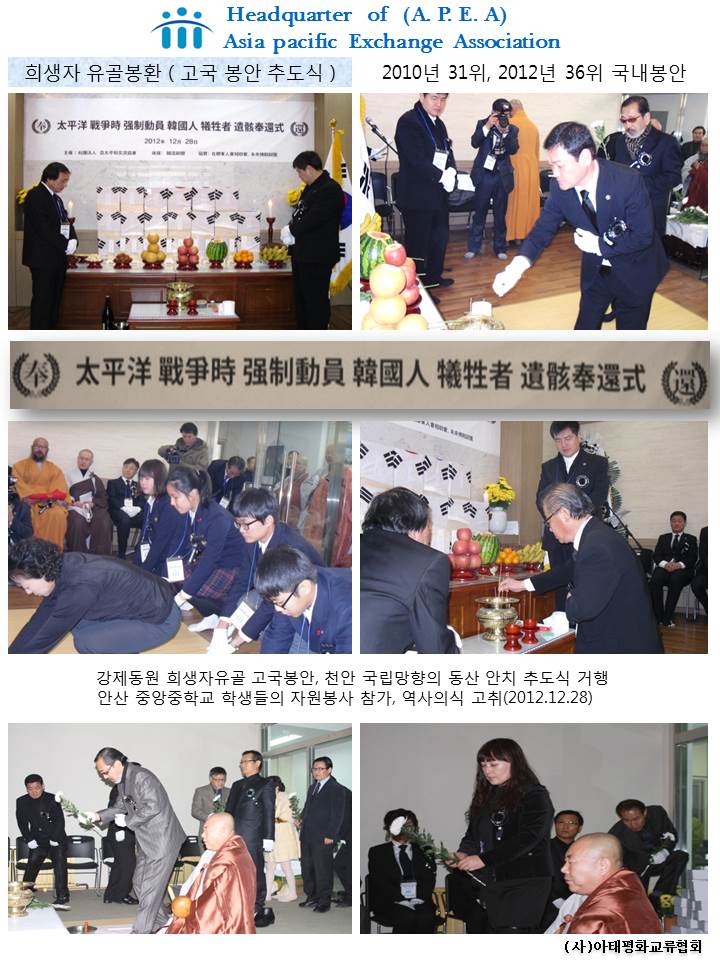 Headquarter of (A. P. E. A)
Asia pacific Exchange Association
희생자 유골봉환 ( 고국 봉안 추도식 )
2010년 31위, 2012년 36위 국내봉안
奉 太平洋 戰爭時 强制動員 韓國人 犧牲者 遺骸奉還式 還
2012年 12月 28日
奉 太平洋 戰爭時 强制動員 韓國人 犧牲者 遺骸奉還式 還
강제동원 희생자유골 고국봉안, 천안 국립망향의 동산 안치 추도식 거행
안산 중앙중학교 학생들의 자원봉사 참가, 역사의식 고취(2012.12.28)
(사)아태평화교류협회